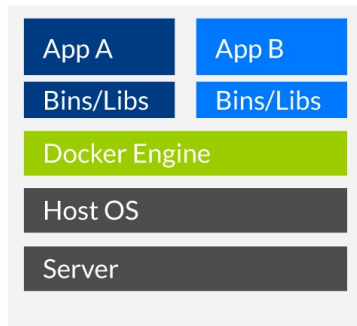 App A App B
Bins/Libs Bins/Libs
Docker Engine
Host OS
Server